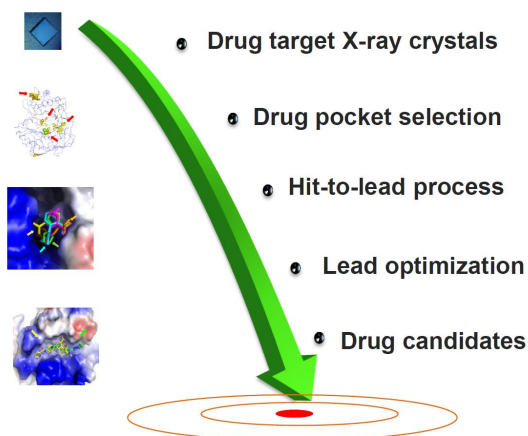 Drug target X-ray crystals
Drug pocket selection
Hit-to-lead process
Lead optimization
Drug candidates